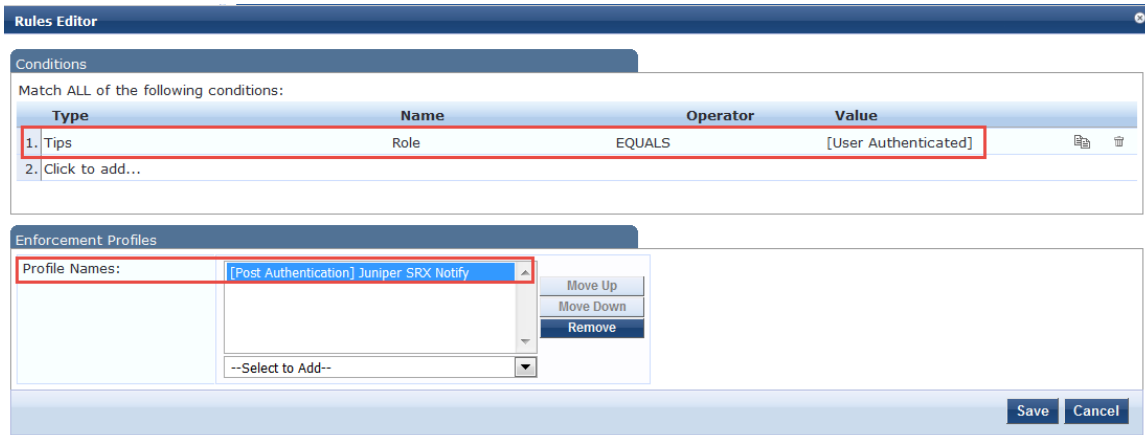 Rules Editor
Conditions
Match ALL of the following conditions:
Type Name Operator Value
1. Tips Role EQUALS [User Authenticated]
2. Click to add...
Enforcement Profiles
Profile Names: [Post Authentication] Juniper SRX Notify
Move Up
Move Down
Remove
--Select to Add--
Save Cancel